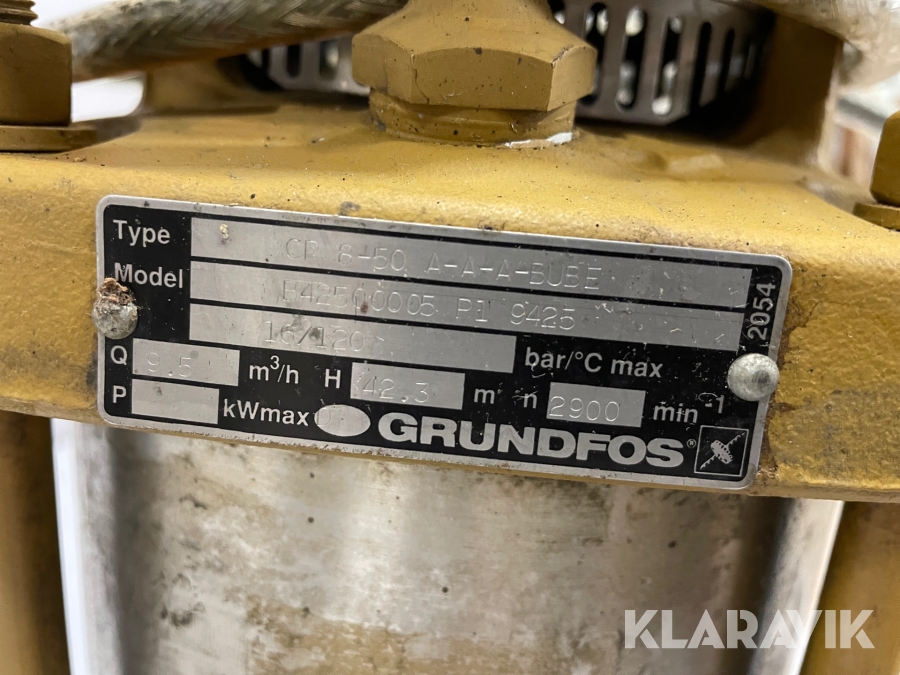 Type CR 8-50 A-A-A-BUBE
Model B42500005 P1 9425
16/120 bar/°C max
Q 9.5 m³/h H 42.3 m n 2900 min⁻¹
P kWmax GRUNDFOS®
2054
KLARAVIK